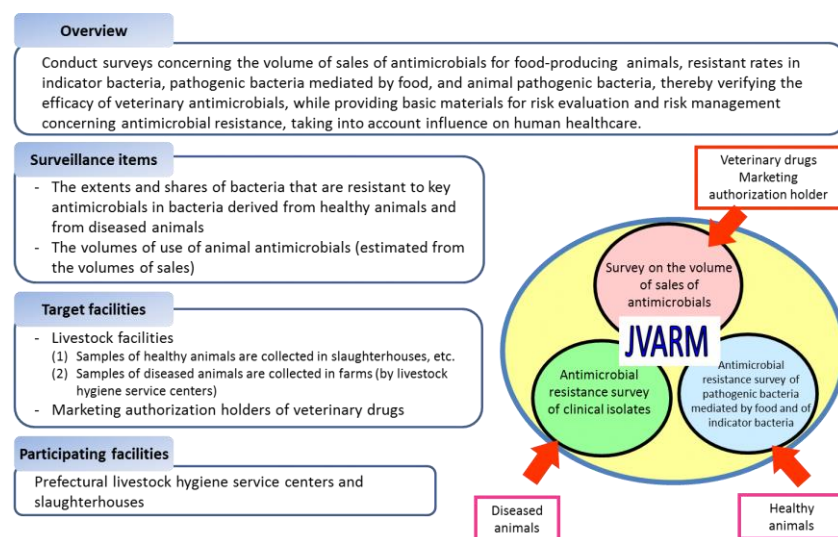 Overview
Conduct surveys concerning the volume of sales of antimicrobials for food-producing animals, resistant rates in
indicator bacteria, pathogenic bacteria mediated by food, and animal pathogenic bacteria, thereby verifying the
efficacy of veterinary antimicrobials, while providing basic materials for risk evaluation and risk management
concerning antimicrobial resistance, taking into account influence on human healthcare.
Surveillance items
- The extents and shares of bacteria that are resistant to key
antimicrobials in bacteria derived from healthy animals and
from diseased animals
- The volumes of use of animal antimicrobials (estimated from
the volumes of sales)
Target facilities
- Livestock facilities
(1) Samples of healthy animals are collected in slaughterhouses, etc.
(2) Samples of diseased animals are collected in farms (by livestock
hygiene service centers)
- Marketing authorization holders of veterinary drugs
Participating facilities
Prefectural livestock hygiene service centers and
slaughterhouses
Veterinary drugs
Marketing
authorization holder
Survey on the volume
of sales of
antimicrobials
JVARM
Antimicrobial
resistance survey
of clinical isolates
Antimicrobial
resistance survey of
pathogenic bacteria
mediated by food and of
indicator bacteria
Diseased
animals
Healthy
animals